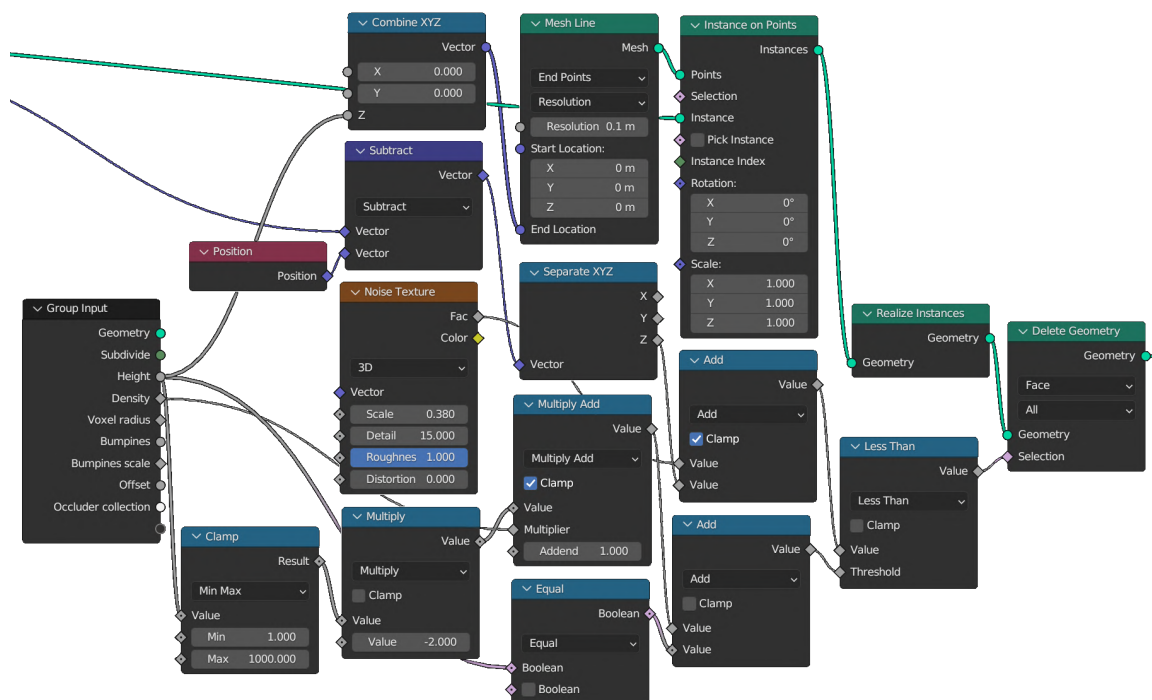 Combine XYZ
Vector
X 0.000
Y 0.000
Z
Mesh Line
Mesh
End Points
Resolution
Resolution 0.1 m
Start Location:
X 0 m
Y 0 m
Z 0 m
End Location
Instance on Points
Instances
Points
Selection
Instance
Pick Instance
Instance Index
Rotation:
X 0°
Y 0°
Z 0°
Scale:
X 1.000
Y 1.000
Z 1.000
Subtract
Vector
Subtract
Vector
Vector
Position
Position
Separate XYZ
X
Y
Z
Vector
Noise Texture
Fac
Color
3D
Vector
Scale 0.380
Detail 15.000
Roughnes 1.000
Distortion 0.000
Group Input
Geometry
Subdivide
Height
Density
Voxel radius
Bumpines
Bumpines scale
Offset
Occluder collection
Realize Instances
Geometry
Geometry
Delete Geometry
Geometry
Face
All
Geometry
Selection
Add
Value
Add
Clamp
Value
Value
Multiply Add
Value
Multiply Add
Clamp
Value
Multiplier
Addend 1.000
Less Than
Value
Less Than
Clamp
Value
Threshold
Clamp
Result
Min Max
Value
Min 1.000
Max 1000.000
Multiply
Value
Multiply
Clamp
Value
Value -2.000
Add
Value
Add
Clamp
Value
Value
Equal
Boolean
Equal
Boolean
Boolean